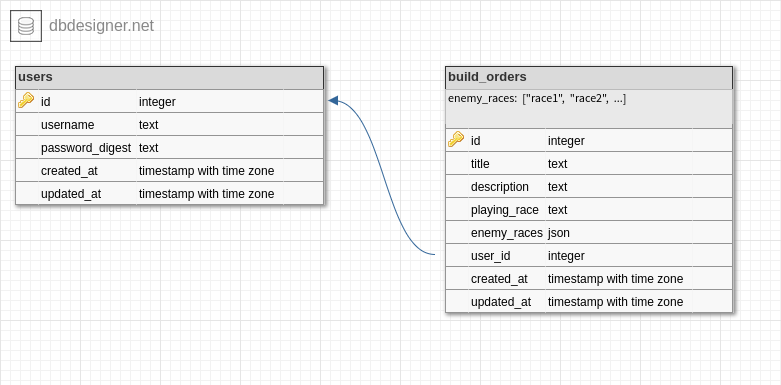 dbdesigner.net
users
id integer
username text
password_digest text
created_at timestamp with time zone
updated_at timestamp with time zone
build_orders
enemy_races: ["race1", "race2", ...]
id integer
title text
description text
playing_race text
enemy_races json
user_id integer
created_at timestamp with time zone
updated_at timestamp with time zone